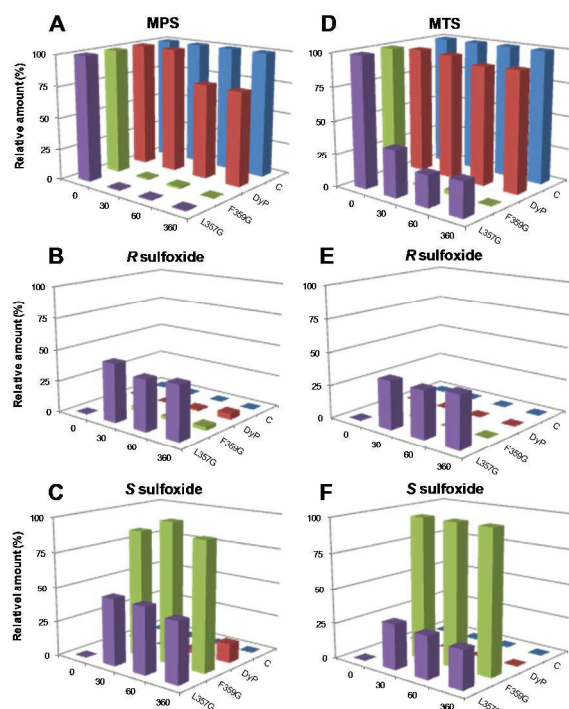 A
MPS
Relative amount (%)
100
75
50
25
0
0
30
60
360
L357G
F359G
DyP
C
B
R sulfoxide
Relative amount (%)
100
75
50
25
0
0
30
60
360
L357G
F359G
DyP
C
C
S sulfoxide
Relativel amount (%)
100
75
50
25
0
0
30
60
360
L357G
F359G
DyP
C
D
MTS
100
75
50
25
0
0
30
60
360
L357G
F359G
DyP
C
E
R sulfoxide
100
75
50
25
0
0
30
60
360
L357G
F359G
DyP
C
F
S sulfoxide
100
75
50
25
0
0
30
60
360
L357G
F359G
DyP
C